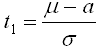 t₁ = (μ − a) / σ